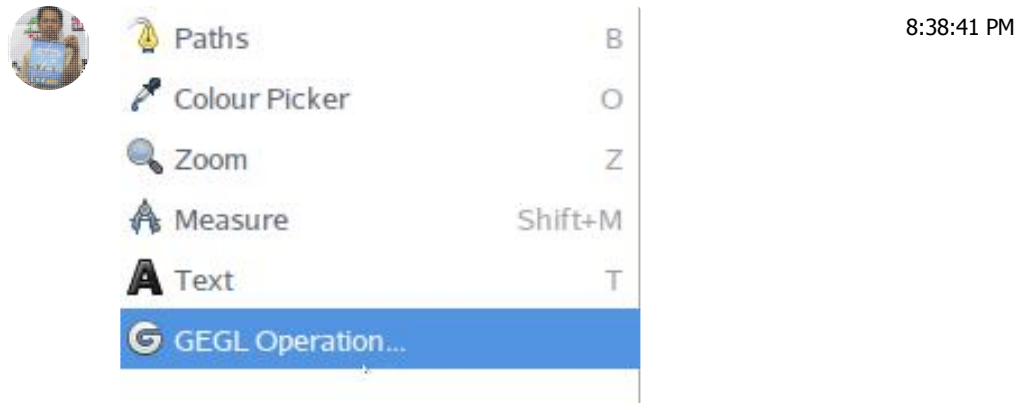 8:38:41 PM
Paths B
Colour Picker O
Zoom Z
Measure Shift+M
Text T
GEGL Operation...